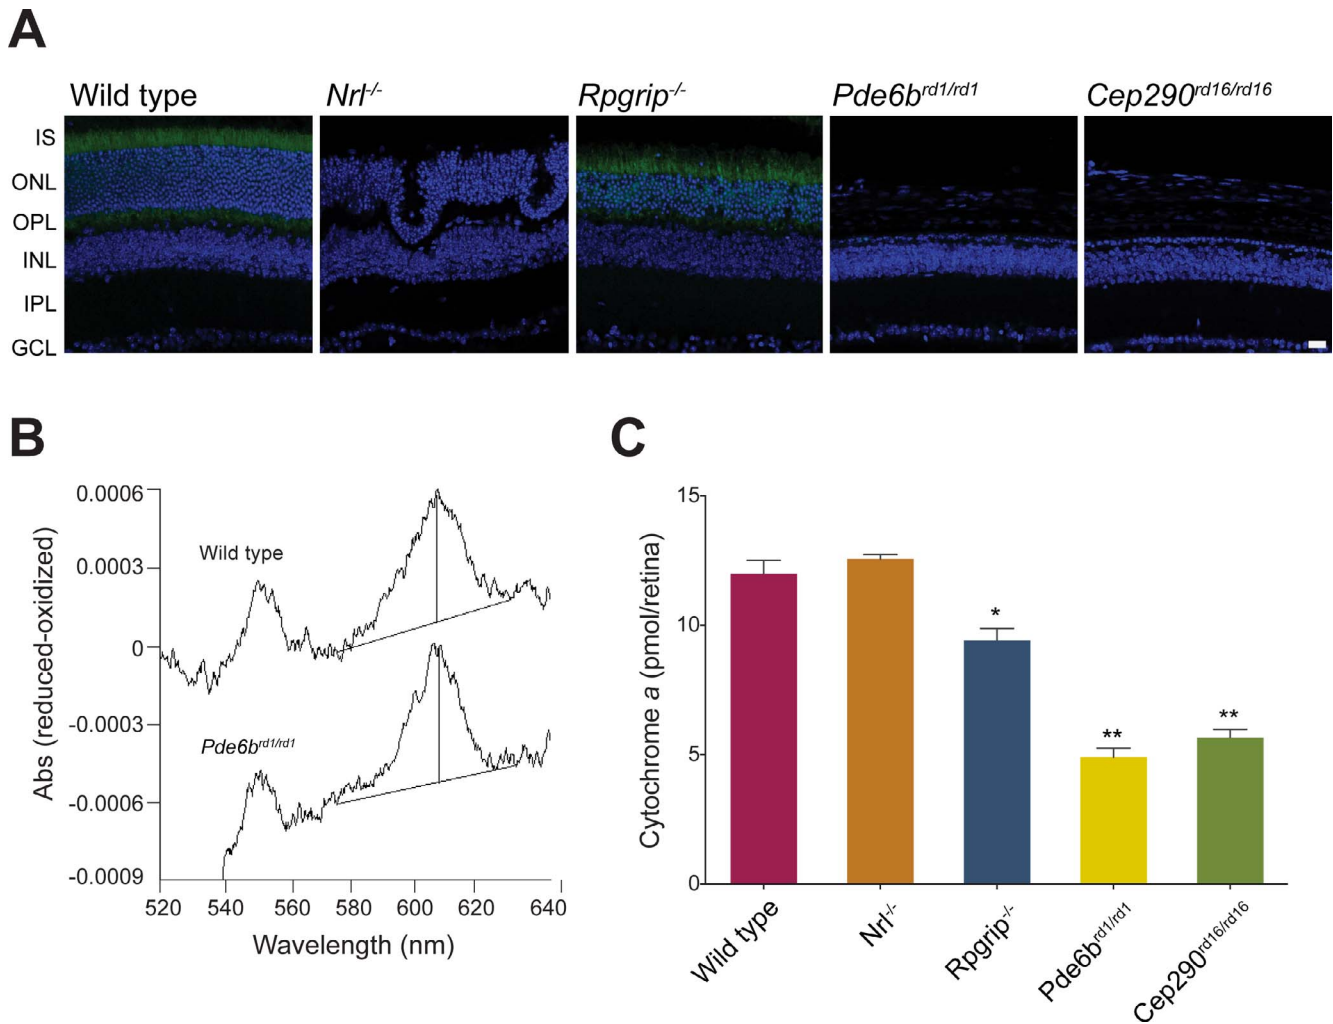 A
Wild type Nrl-/- Rpgrip-/- Pde6brd1/rd1 Cep290rd16/rd16
IS
ONL
OPL
INL
IPL
GCL
B
Abs (reduced-oxidized)
0.0006
0.0003
0
-0.0003
-0.0006
-0.0009
Wild type
Pde6brd1/rd1
520 540 560 580 600 620 640
Wavelength (nm)
C
Cytochrome a (pmol/retina)
15
10
5
0
*
**
**
Wild type
Nrl-/-
Rpgrip-/-
Pde6brd1/rd1
Cep290rd16/rd16